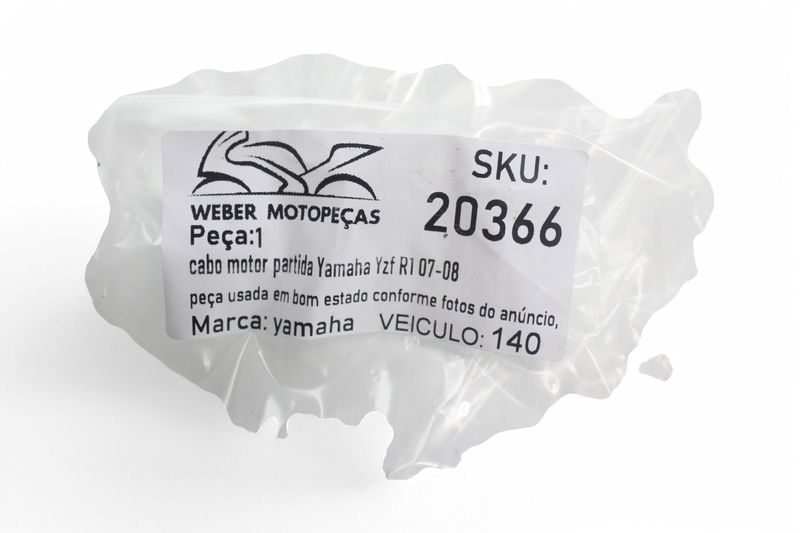 WEBER MOTOPEÇAS
SKU:
20366
Peça:1
cabo motor partida Yamaha Yzf R1 07-08
peça usada em bom estado conforme fotos do anúncio,
Marca: yamaha VEICULO: 140